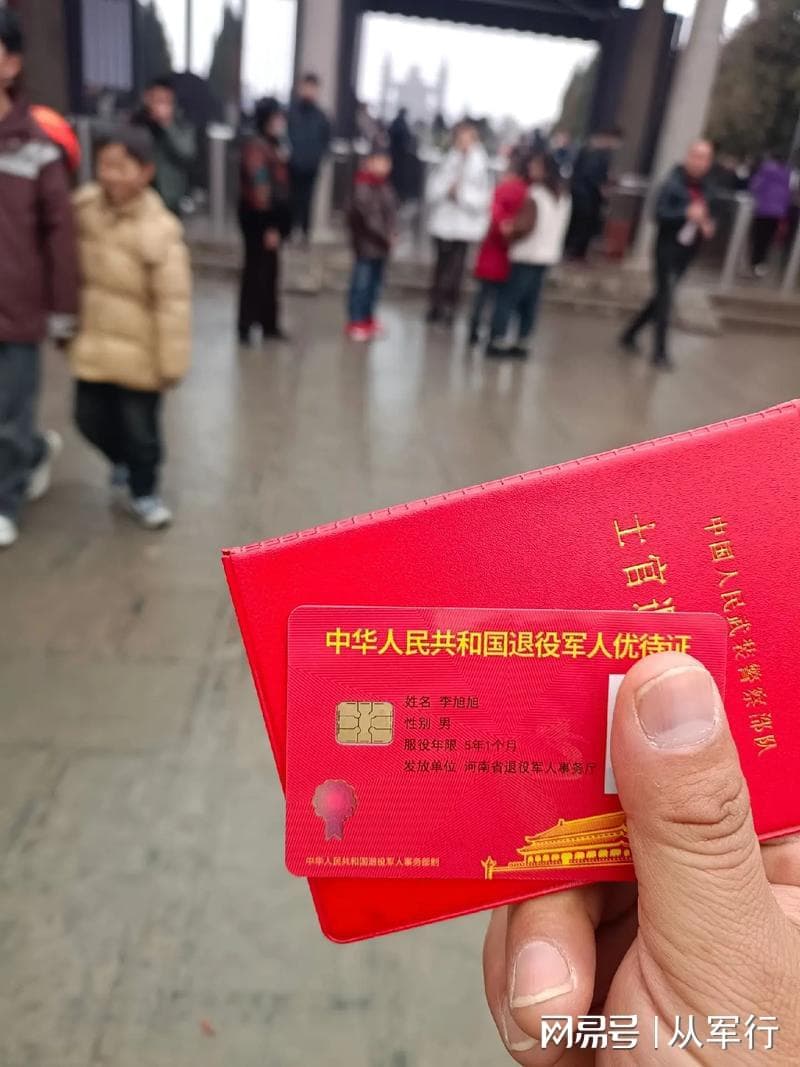 中国人民武装警察部队
士官
中华人民共和国退役军人优待证
姓名 李旭旭
性别 男
服役年限 5年1个月
发放单位 河南省退役军人事务厅
中华人民共和国退役军人事务部制
网易号 | 从军行